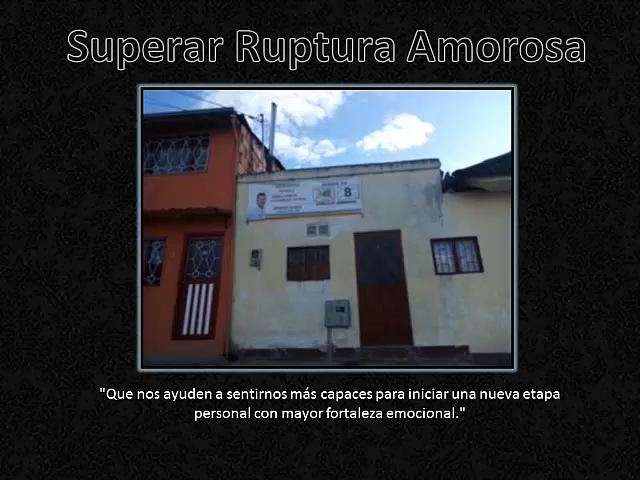 Superar Ruptura Amorosa
8
"Que nos ayuden a sentirnos más capaces para iniciar una nueva etapa
personal con mayor fortaleza emocional."